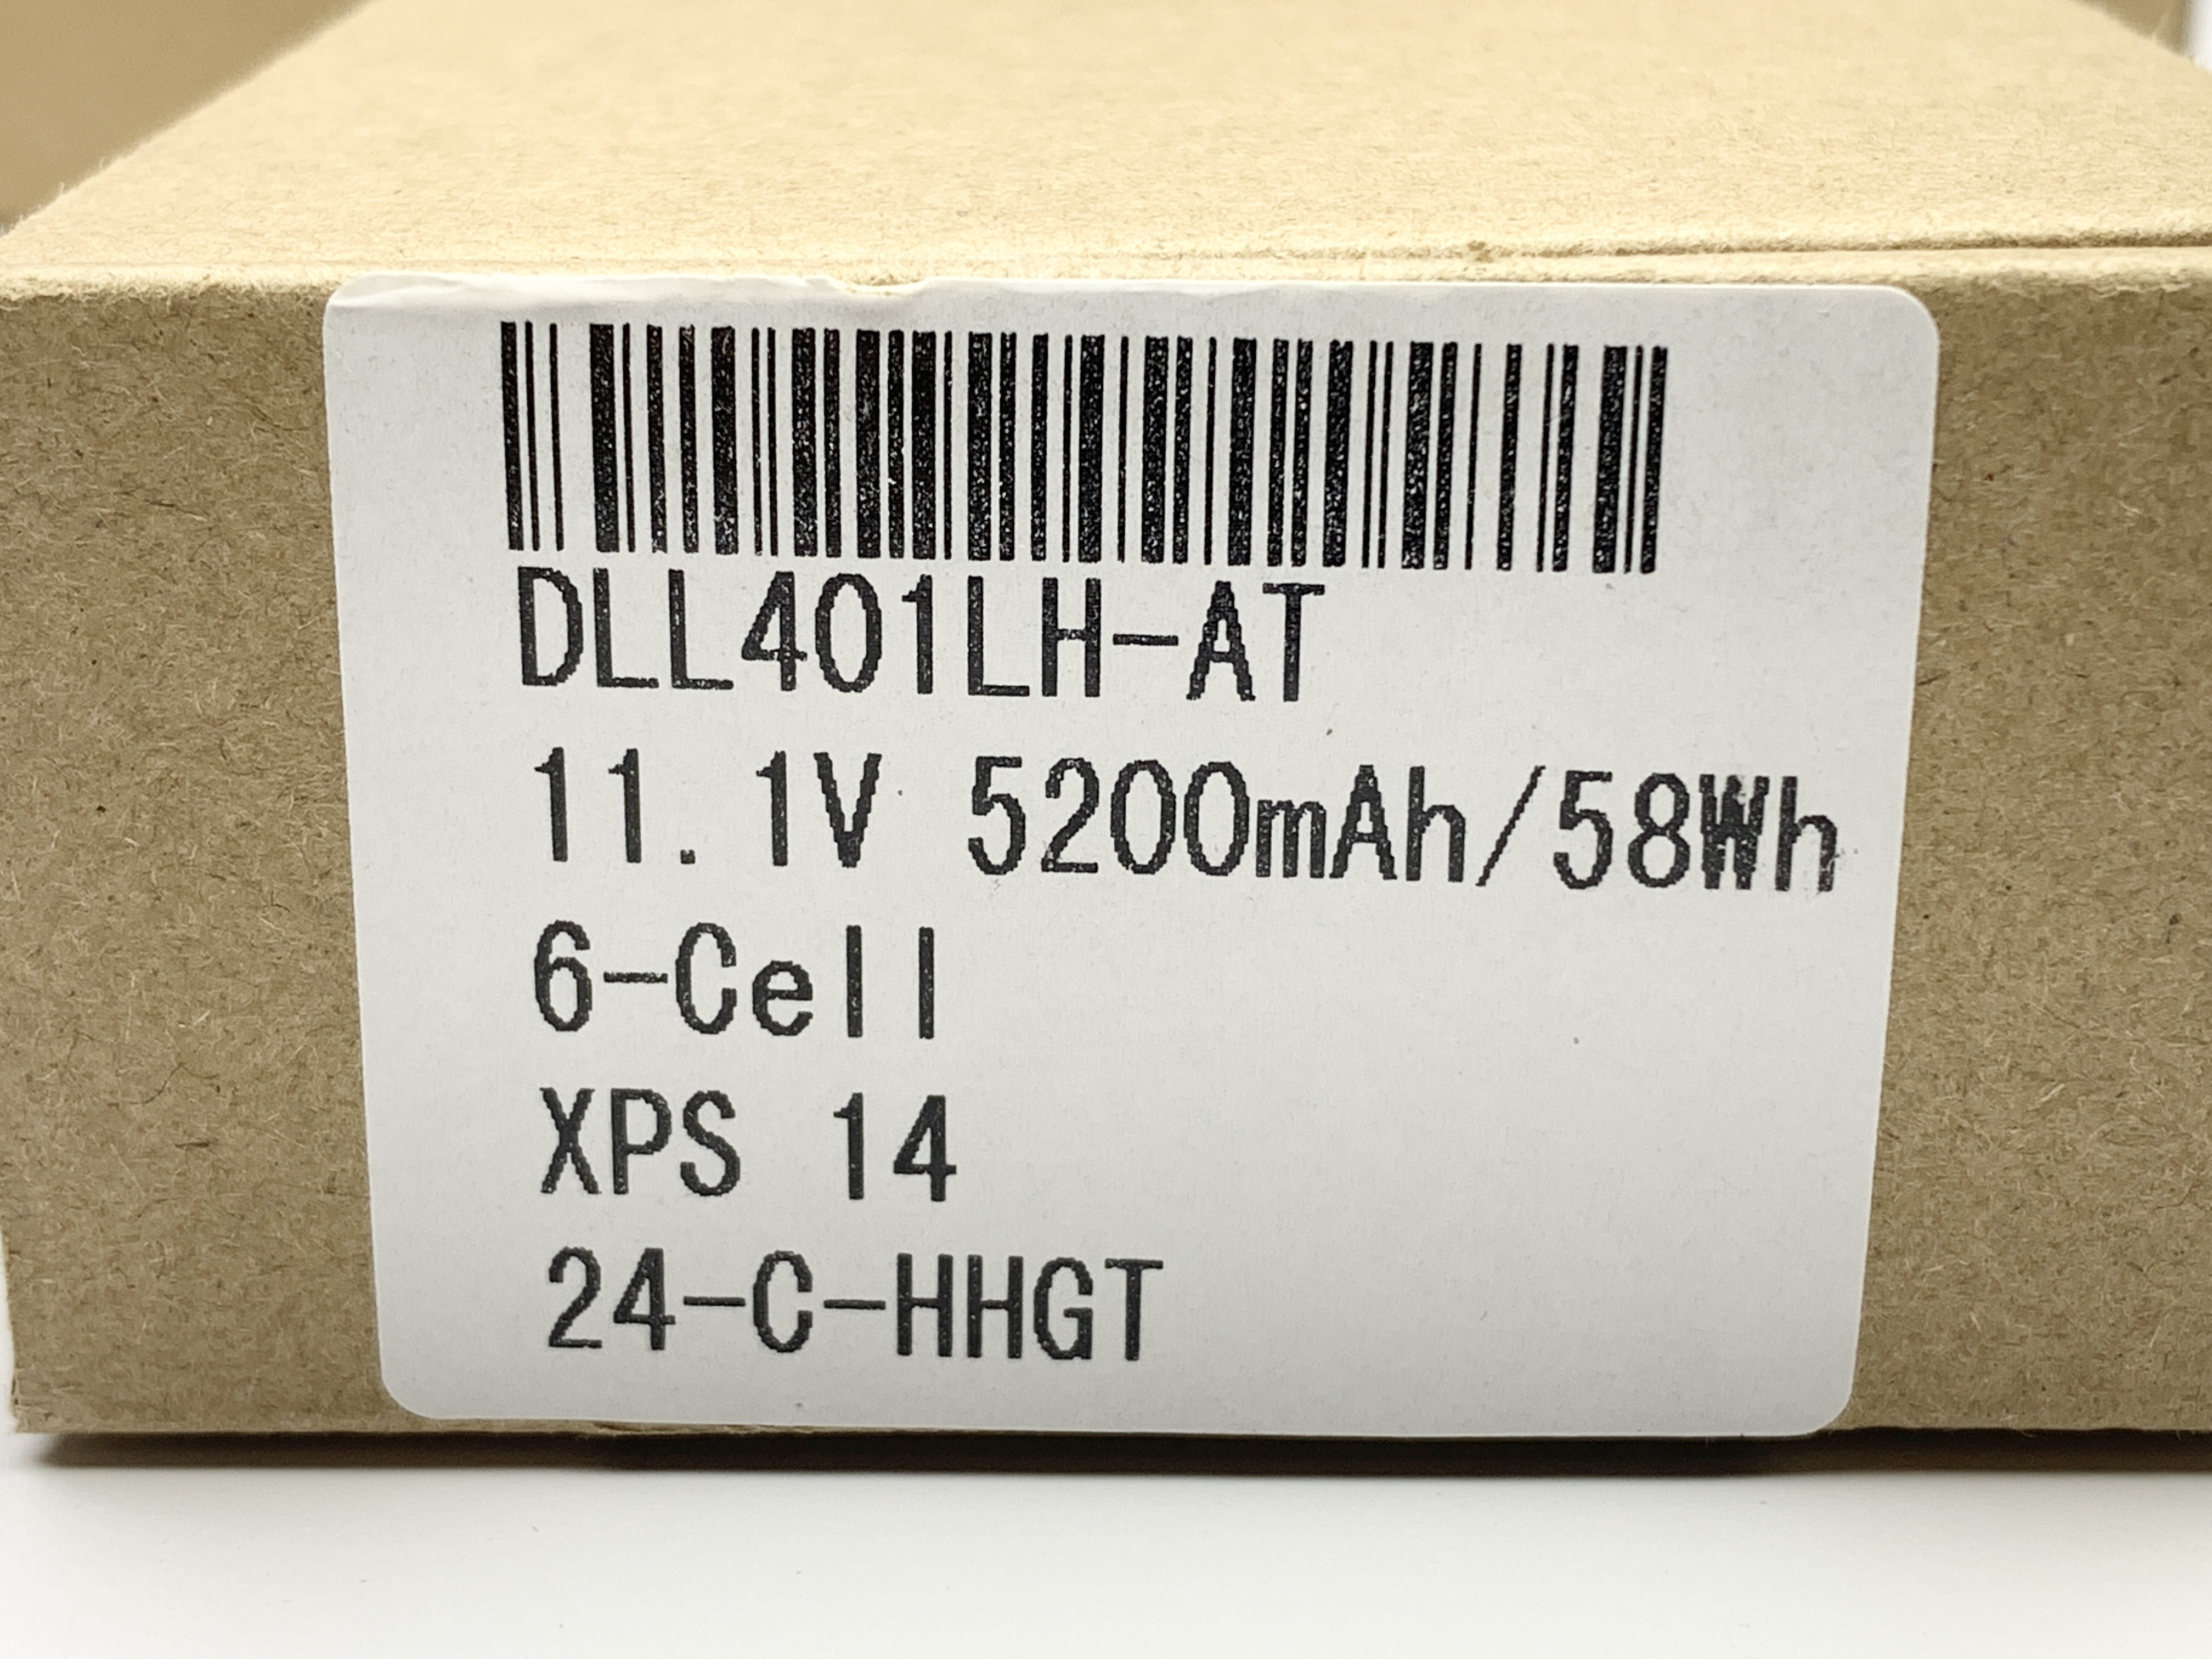 DLL401LH-AT
11.1V 5200mAh/58Wh
6-Cell
XPS 14
24-C-HHGT